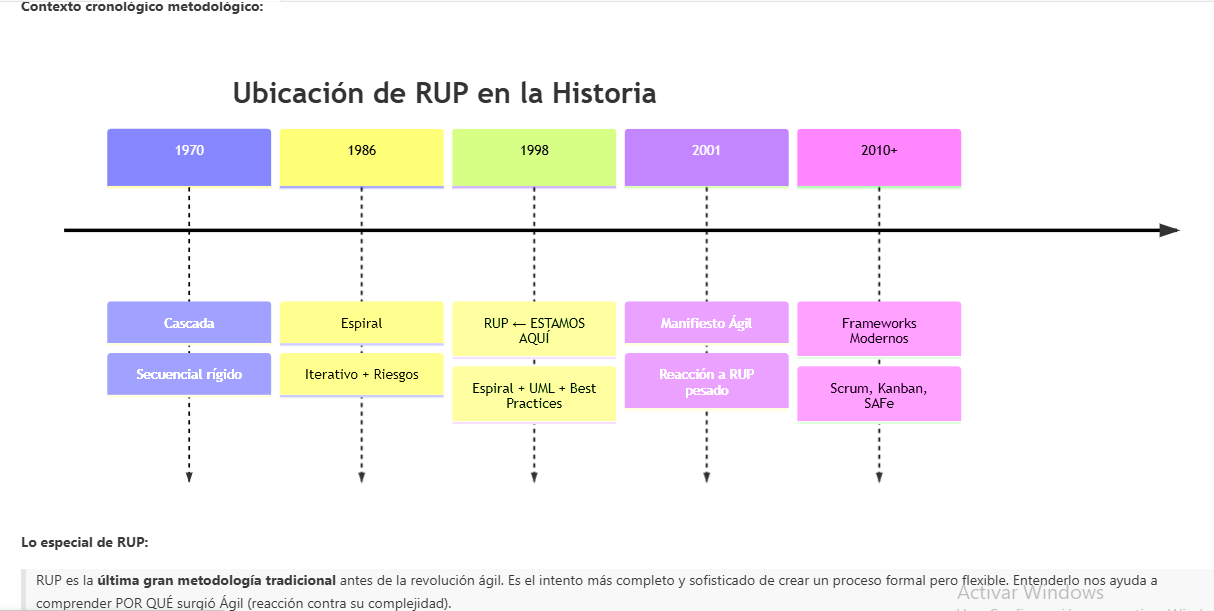 Contexto cronológico metodológico:
Ubicación de RUP en la Historia
1970
1986
1998
2001
2010+
Cascada
Secuencial rígido
Espiral
Iterativo + Riesgos
RUP ← ESTAMOS
AQUÍ
Espiral + UML + Best
Practices
Manifiesto Ágil
Reacción a RUP
pesado
Frameworks
Modernos
Scrum, Kanban,
SAFe
Lo especial de RUP:
RUP es la última gran metodología tradicional antes de la revolución ágil. Es el intento más completo y sofisticado de crear un proceso formal pero flexible. Entenderlo nos ayuda a
comprender POR QUÉ surgió Ágil (reacción contra su complejidad).
Activar Windows